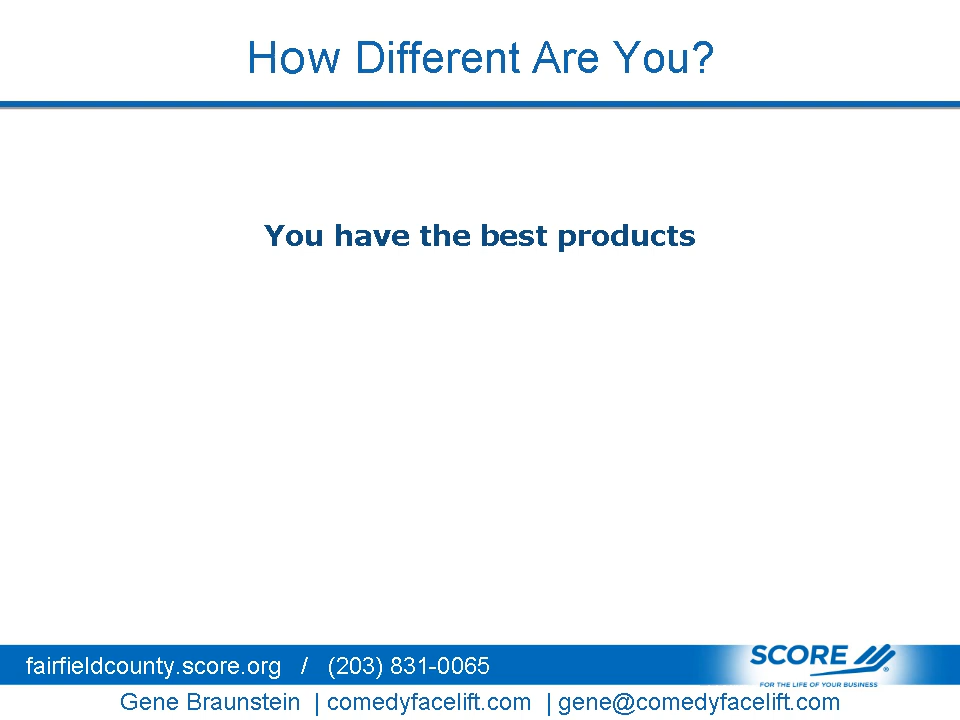 How Different Are You?
You have the best products
fairfieldcounty.score.org / (203) 831-0065
SCORE
FOR THE LIFE OF YOUR BUSINESS
Gene Braunstein | comedyfacelift.com | gene@comedyfacelift.com